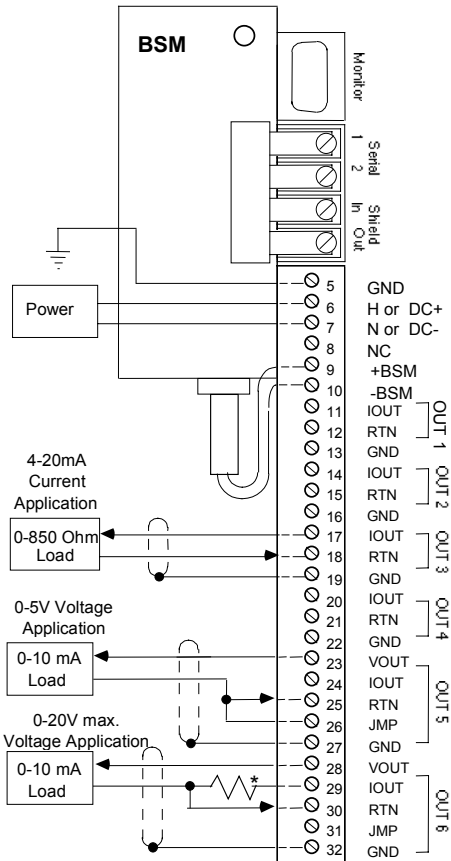 BSM
Monitor
Serial
1
2
Shield
In
Out
5 GND
Power
6 H or DC+
7 N or DC-
8 NC
9 +BSM
10 -BSM
11 IOUT
12 RTN
OUT 1
13 GND
14 IOUT
15 RTN
OUT 2
16 GND
4-20mA
Current
Application
0-850 Ohm
Load
17 IOUT
18 RTN
OUT 3
19 GND
20 IOUT
21 RTN
OUT 4
22 GND
0-5V Voltage
Application
0-10 mA
Load
23 VOUT
24 IOUT
25 RTN
26 JMP
27 GND
OUT 5
0-20V max.
Voltage Application
0-10 mA
Load
*
28 VOUT
29 IOUT
30 RTN
31 JMP
32 GND
OUT 6